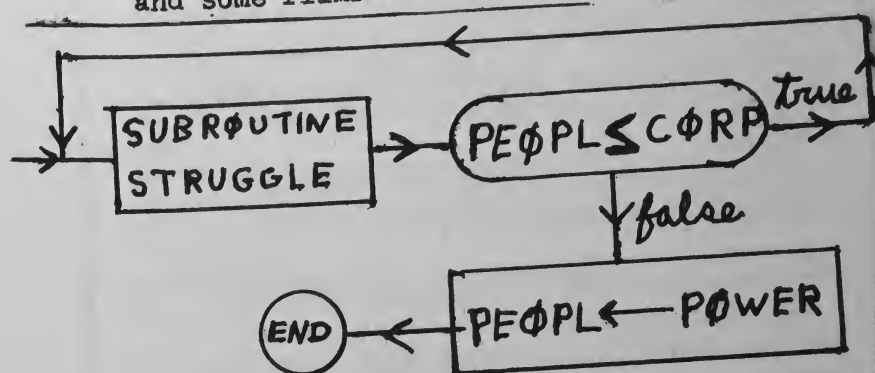 and some
SUBRØUTINE
STRUGGLE
PEØPL≤CØRP
true
false
PEØPL←PØWER
END